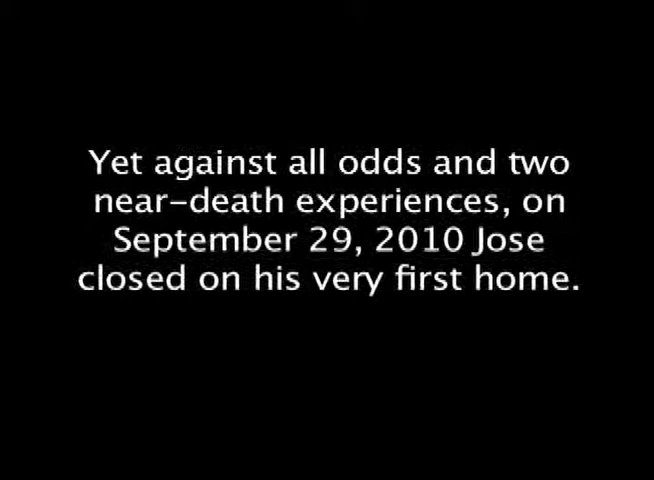 Yet against all odds and two
near-death experiences, on
September 29, 2010 Jose
closed on his very first home.